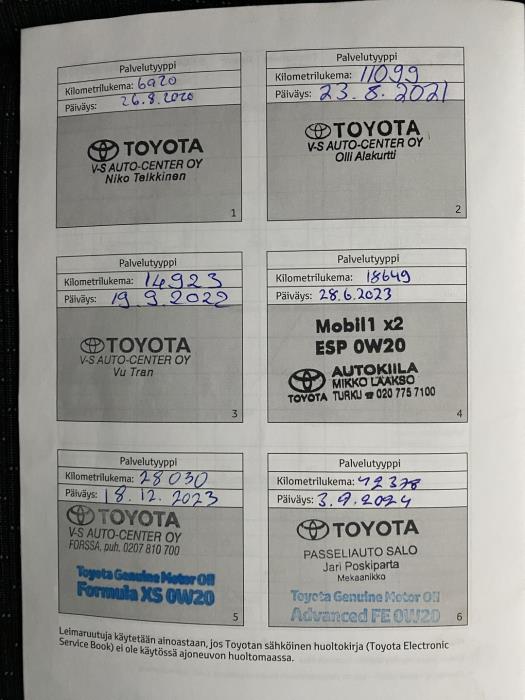 Palvelutyyppi
Kilometrilukema: 6920
Päiväys: 26.8.2020
TOYOTA
V-S AUTO-CENTER OY
Niko Telkkinen
1
Palvelutyyppi
Kilometrilukema: 11099
Päiväys: 23.8.2021
TOYOTA
V-S AUTO-CENTER OY
Olli Alakurtti
2
Palvelutyyppi
Kilometrilukema: 14923
Päiväys: 19.9.2022
TOYOTA
V-S AUTO-CENTER OY
Vu Tran
3
Palvelutyyppi
Kilometrilukema: 18649
Päiväys: 28.6.2023
Mobil1 x2
ESP 0W20
AUTOKIILA
MIKKO LAAKSO
TOYOTA TURKU ☎ 020 775 7100
4
Palvelutyyppi
Kilometrilukema: 28030
Päiväys: 18.12.2023
TOYOTA
V-S AUTO-CENTER OY
FORSSA, puh. 0207 810 700
Toyota Genuine Motor Oil
Formula XS 0W20
5
Palvelutyyppi
Kilometrilukema: 42378
Päiväys: 3.9.2024
TOYOTA
PASSELIAUTO SALO
Jari Poskiparta
Mekaanikko
Toyota Genuine Motor Oil
Advanced FE 0W20
6
Leimaruutuja käytetään ainoastaan, jos Toyotan sähköinen huoltokirja (Toyota Electronic
Service Book) ei ole käytössä ajoneuvon huoltomaassa.